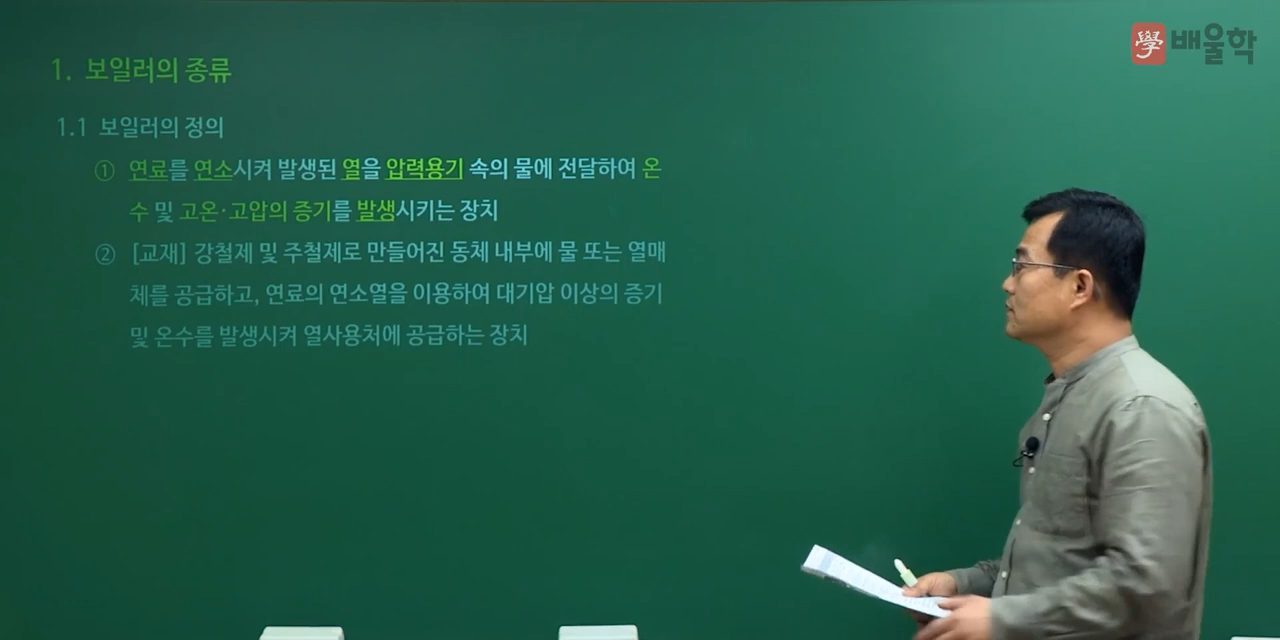 學 배울학
1. 보일러의 종류
1.1 보일러의 정의
① 연료를 연소시켜 발생된 열을 압력용기 속의 물에 전달하여 온
수 및 고온·고압의 증기를 발생시키는 장치
② [교재] 강철제 및 주철제로 만들어진 동체 내부에 물 또는 열매
체를 공급하고, 연료의 연소열을 이용하여 대기압 이상의 증기
및 온수를 발생시켜 열사용처에 공급하는 장치